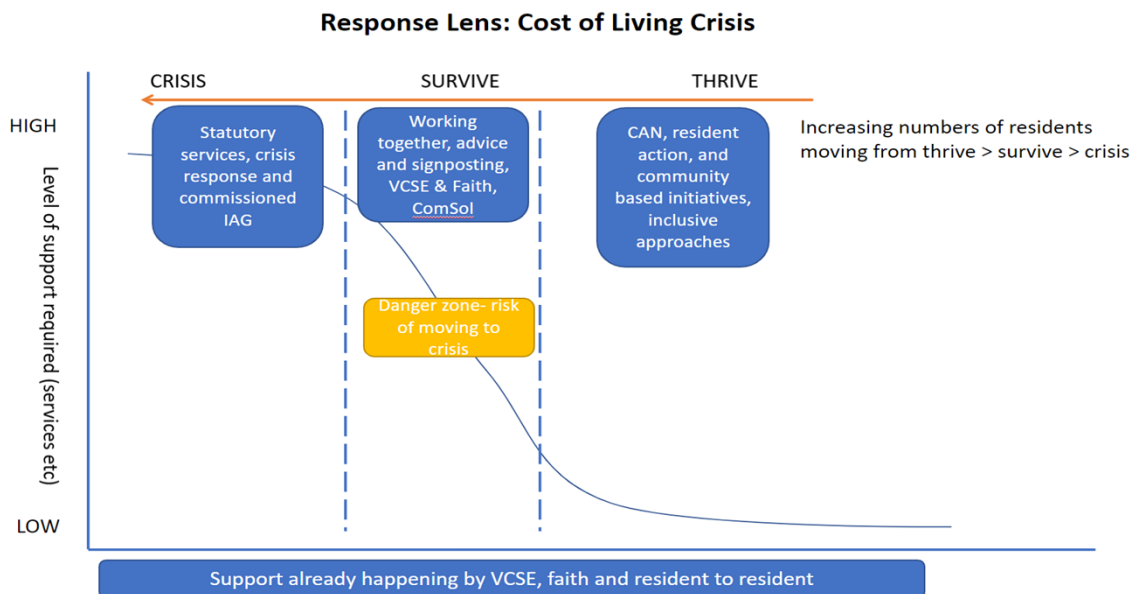 Response Lens: Cost of Living Crisis
CRISIS
SURVIVE
THRIVE
HIGH
Statutory
services, crisis
response and
commissioned
IAG
Working
together, advice
and signposting,
VCSE & Faith,
ComSol
CAN, resident
action, and
community
based initiatives,
inclusive
approaches
Increasing numbers of residents
moving from thrive > survive > crisis
Level of support required (services etc)
Danger zone- risk
of moving to
crisis
LOW
Support already happening by VCSE, faith and resident to resident